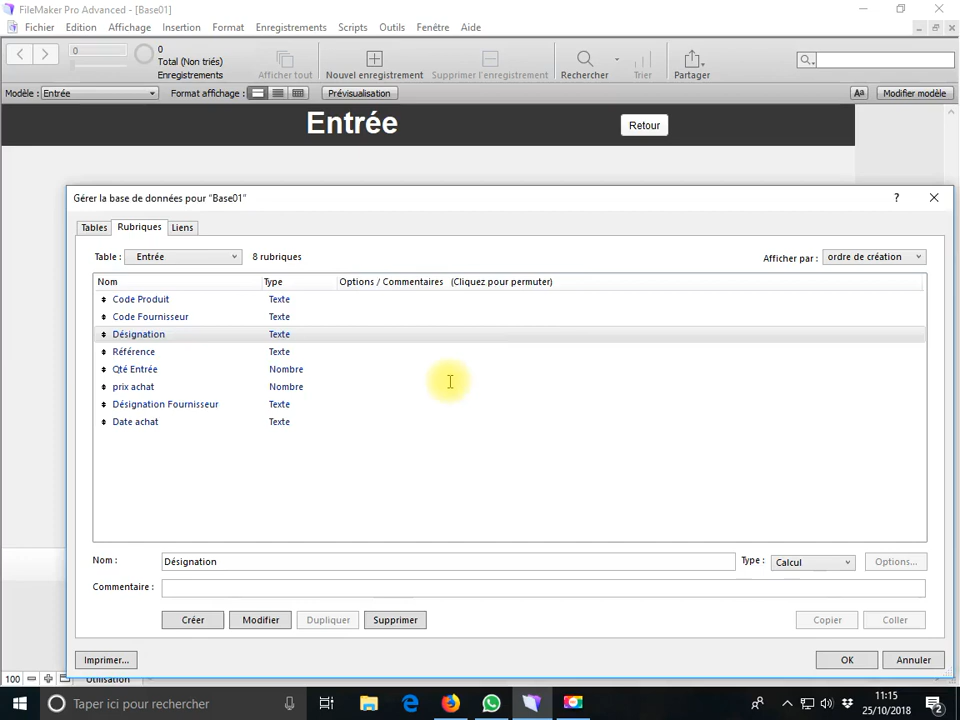 FileMaker Pro Advanced - [Base01]
Fichier Edition Affichage Insertion Format Enregistrements Scripts Outils Fenêtre Aide
0
0
Total (Non triés)
Enregistrements
Afficher tout
Nouvel enregistrement
Supprimer l'enregistrement
Rechercher
Trier
Partager
Modèle : Entrée
Format affichage :
Prévisualisation
Aa
Modifier modèle
Entrée
Retour
Gérer la base de données pour "Base01"
?
Tables Rubriques Liens
Table : Entrée 8 rubriques Afficher par : ordre de création
Nom Type Options / Commentaires (Cliquez pour permuter)
Code Produit Texte
Code Fournisseur Texte
Désignation Texte
Référence Texte
Qté Entrée Nombre
prix achat Nombre
Désignation Fournisseur Texte
Date achat Texte
Nom : Désignation Type : Calcul Options...
Commentaire :
Créer Modifier Dupliquer Supprimer Copier Coller
Imprimer... OK Annuler
100 Utilisation
Taper ici pour rechercher
11:15
25/10/2018
2